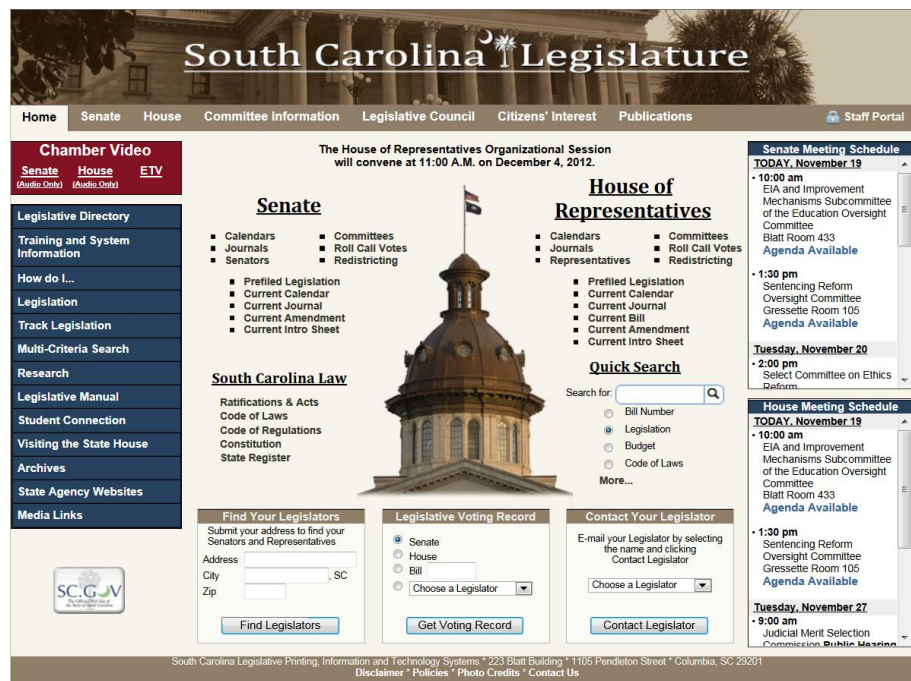 South Carolina Legislature
Home Senate House Committee Information Legislative Council Citizens' Interest Publications Staff Portal
Chamber Video
Senate House ETV
(Audio Only) (Audio Only)
Legislative Directory
Training and System
Information
How do I...
Legislation
Track Legislation
Multi-Criteria Search
Research
Legislative Manual
Student Connection
Visiting the State House
Archives
State Agency Websites
Media Links
SC.GOV
The House of Representatives Organizational Session
will convene at 11:00 A.M. on December 4, 2012.
Senate
Calendars
Journals
Senators
Committees
Roll Call Votes
Redistricting
Prefiled Legislation
Current Calendar
Current Journal
Current Amendment
Current Intro Sheet
House of
Representatives
Calendars
Journals
Representatives
Committees
Roll Call Votes
Redistricting
Prefiled Legislation
Current Calendar
Current Journal
Current Bill
Current Amendment
Current Intro Sheet
South Carolina Law
Ratifications & Acts
Code of Laws
Code of Regulations
Constitution
State Register
Quick Search
Search for:
Bill Number
Legislation
Budget
Code of Laws
More...
Find Your Legislators
Submit your address to find your
Senators and Representatives
Address
City , SC
Zip
Find Legislators
Legislative Voting Record
Senate
House
Bill
Choose a Legislator
Get Voting Record
Contact Your Legislator
E-mail your Legislator by selecting
the name and clicking
Contact Legislator
Choose a Legislator
Contact Legislator
Senate Meeting Schedule
TODAY, November 19
10:00 am
EIA and Improvement
Mechanisms Subcommittee
of the Education Oversight
Committee
Blatt Room 433
Agenda Available
1:30 pm
Sentencing Reform
Oversight Committee
Gressette Room 105
Agenda Available
Tuesday, November 20
2:00 pm
Select Committee on Ethics
Reform
House Meeting Schedule
TODAY, November 19
10:00 am
EIA and Improvement
Mechanisms Subcommittee
of the Education Oversight
Committee
Blatt Room 433
Agenda Available
1:30 pm
Sentencing Reform
Oversight Committee
Gressette Room 105
Agenda Available
Tuesday, November 27
9:00 am
Judicial Merit Selection
Commission Public Hearing
South Carolina Legislative Printing, Information and Technology Systems * 223 Blatt Building * 1105 Pendleton Street * Columbia, SC 29201
Disclaimer * Policies * Photo Credits * Contact Us